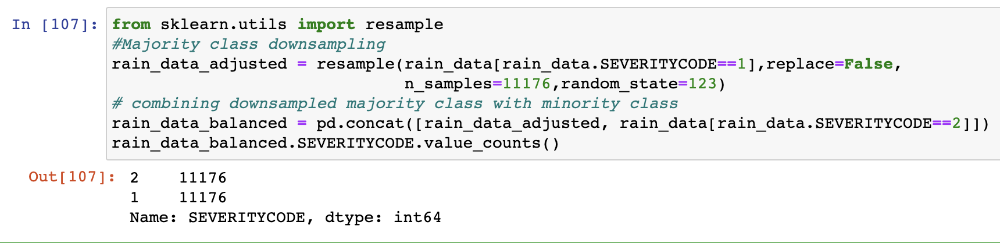 In [107]: from sklearn.utils import resample
#Majority class downsampling
rain_data_adjusted = resample(rain_data[rain_data.SEVERITYCODE==1],replace=False,
n_samples=11176,random_state=123)
# combining downsampled majority class with minority class
rain_data_balanced = pd.concat([rain_data_adjusted, rain_data[rain_data.SEVERITYCODE==2]])
rain_data_balanced.SEVERITYCODE.value_counts()
Out[107]: 2    11176
1    11176
Name: SEVERITYCODE, dtype: int64